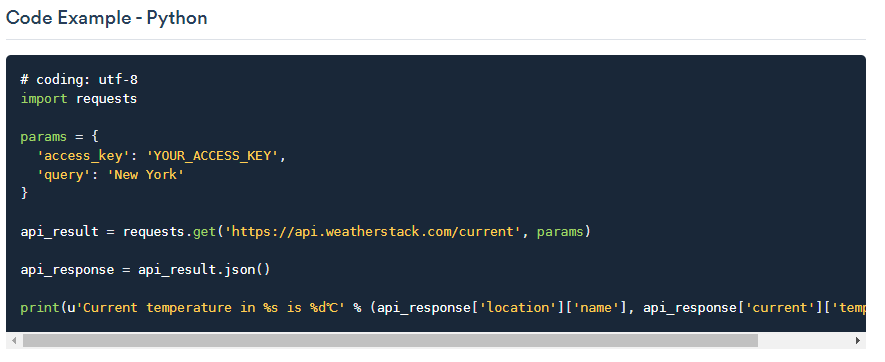 Code Example - Python
# coding: utf-8
import requests
params = {
  'access_key': 'YOUR_ACCESS_KEY',
  'query': 'New York'
}
api_result = requests.get('https://api.weatherstack.com/current', params)
api_response = api_result.json()
print(u'Current temperature in %s is %d℃' % (api_response['location']['name'], api_response['current']['temp